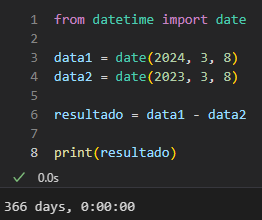 1 from datetime import date
2
3 data1 = date(2024, 3, 8)
4 data2 = date(2023, 3, 8)
5
6 resultado = data1 - data2
7
8 print(resultado)
0.0s
366 days, 0:00:00